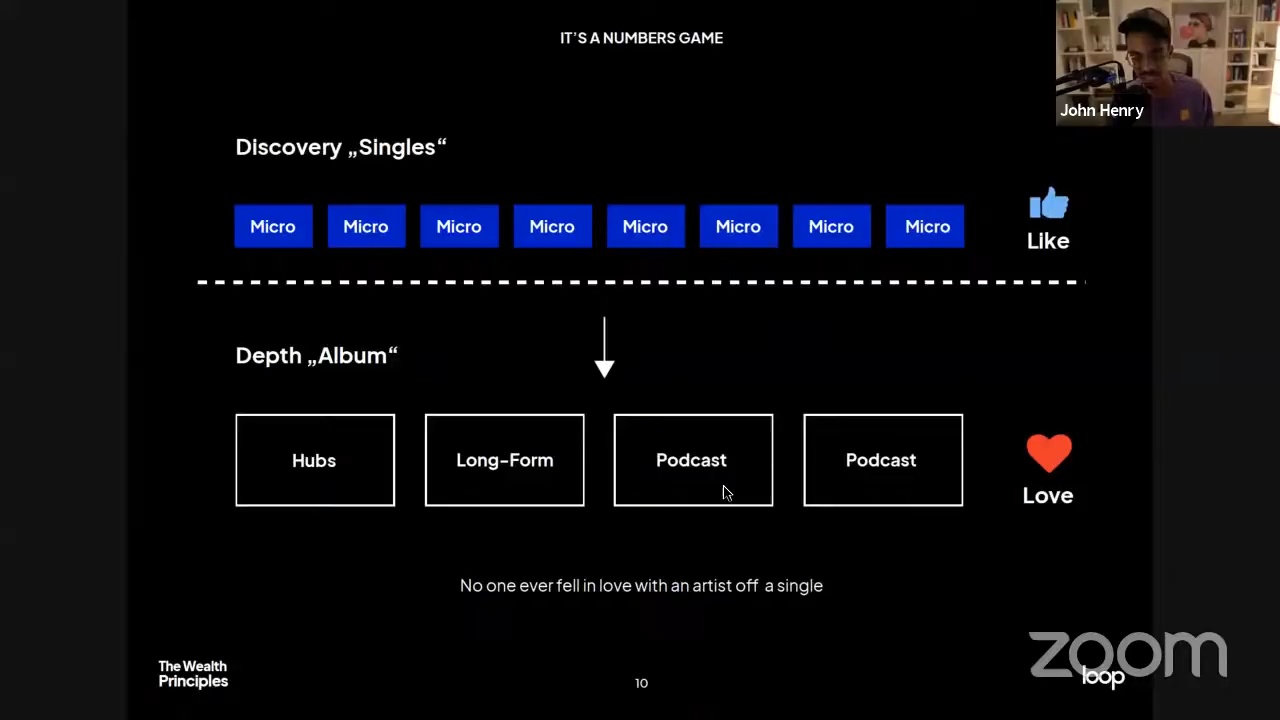 IT'S A NUMBERS GAME
John Henry
Discovery „Singles“
Micro
Micro
Micro
Micro
Micro
Micro
Micro
Micro
Like
Depth „Album“
Hubs
Long-Form
Podcast
Podcast
Love
No one ever fell in love with an artist off a single
The Wealth
Principles
10
zoom
loop